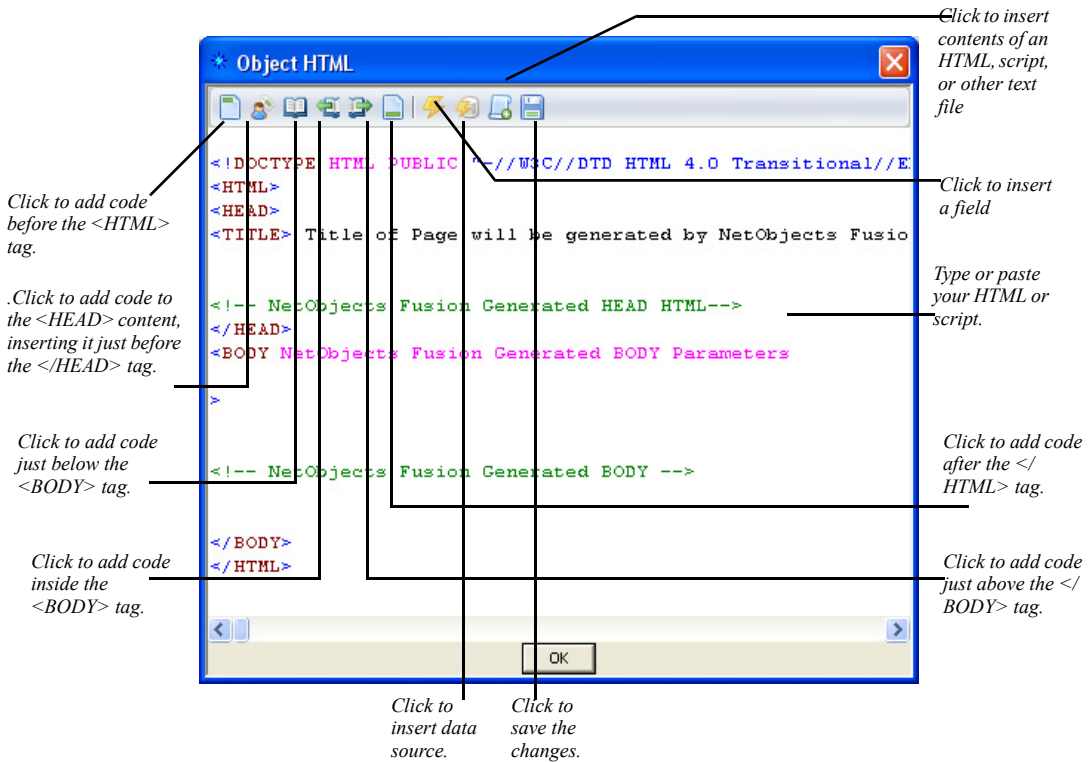 Click to insert
contents of an
HTML, script,
or other text
file
Object HTML
Click to add code
before the <HTML>
tag.
.Click to add code to
the <HEAD> content,
inserting it just before
the </HEAD> tag.
Click to add code
just below the
<BODY> tag.
Click to add code
inside the
<BODY> tag.
<!DOCTYPE HTML PUBLIC "-//W3C//DTD HTML 4.0 Transitional//E
<HTML>
<HEAD>
<TITLE> Title of Page will be generated by NetObjects Fusio
<!-- NetObjects Fusion Generated HEAD HTML-->
</HEAD>
<BODY NetObjects Fusion Generated BODY Parameters
>
<!-- NetObjects Fusion Generated BODY -->
</BODY>
</HTML>
OK
Click to insert
a field
Type or paste
your HTML or
script.
Click to add code
after the </
HTML> tag.
Click to add code
just above the </
BODY> tag.
Click to
insert data
source.
Click to
save the
changes.